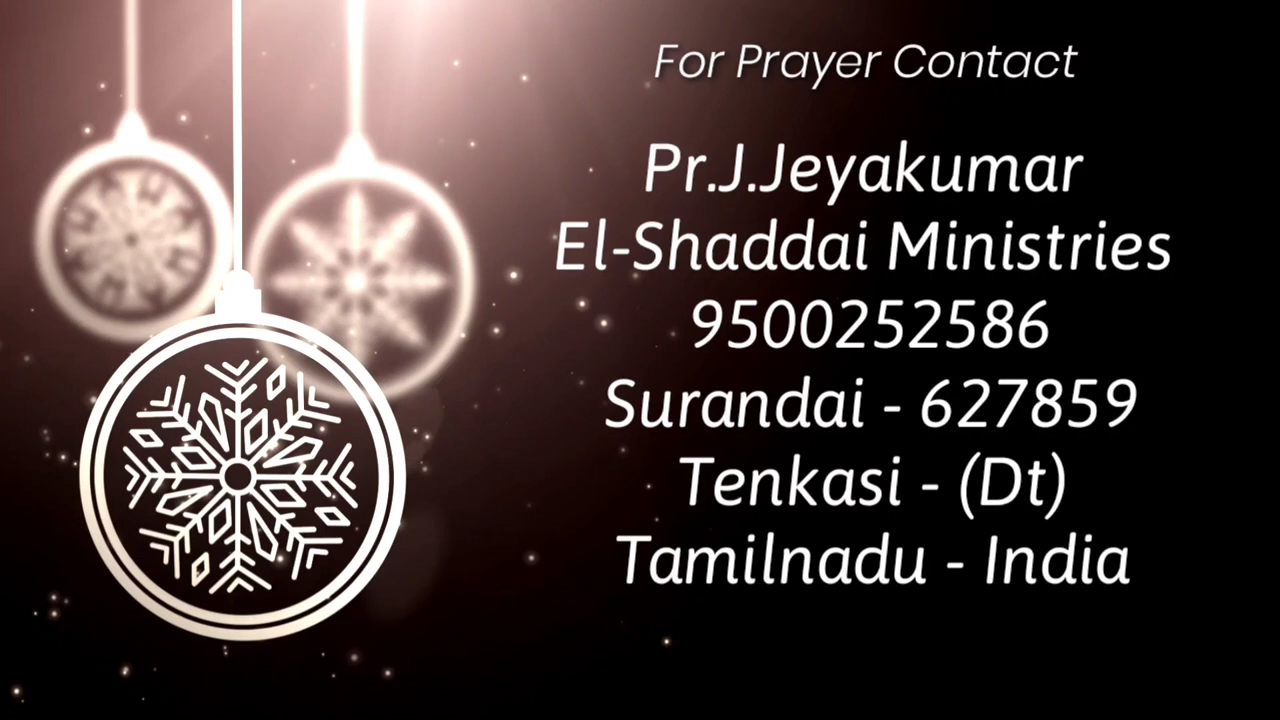 For Prayer Contact
Pr.J.Jeyakumar
El-Shaddai Ministries
9500252586
Surandai - 627859
Tenkasi - (Dt)
Tamilnadu - India